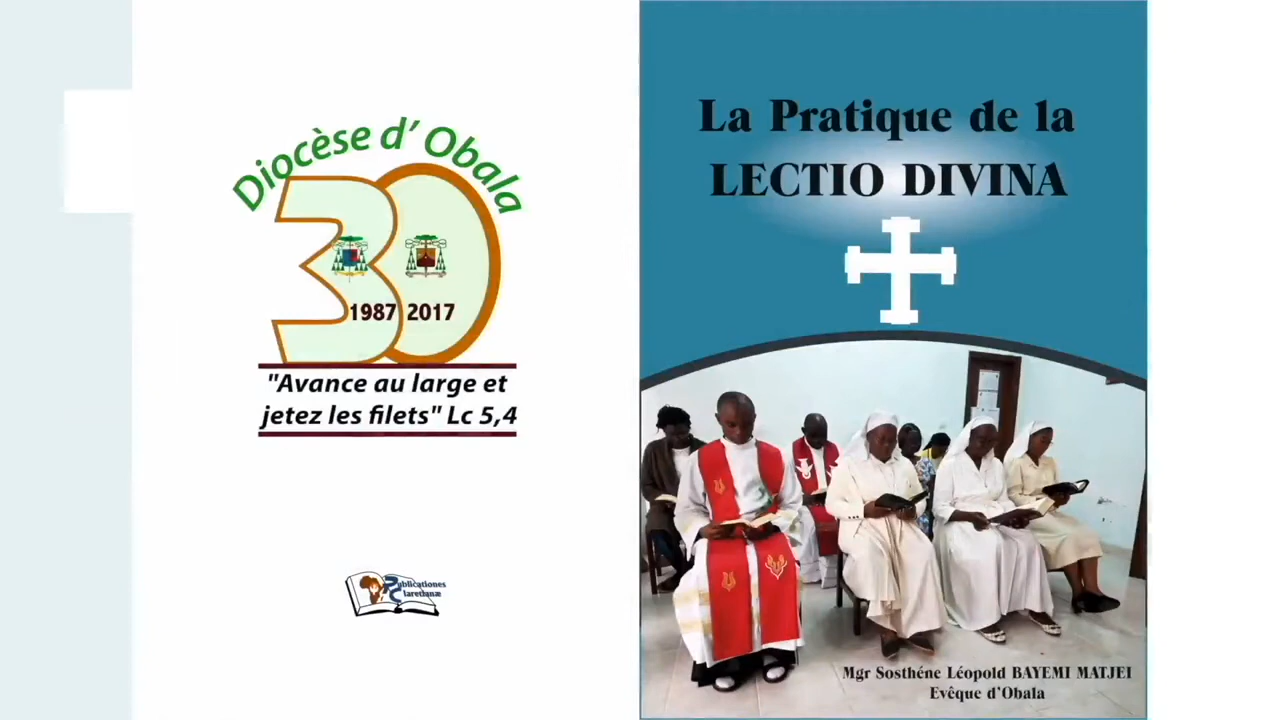 Diocèse d' Obala
30
1987 2017
"Avance au large et
jetez les filets" Lc 5,4
Publicationes
Claretianæ
La Pratique de la
LECTIO DIVINA
Mgr Sosthéne Léopold BAYEMI MATJEI
Evêque d'Obala